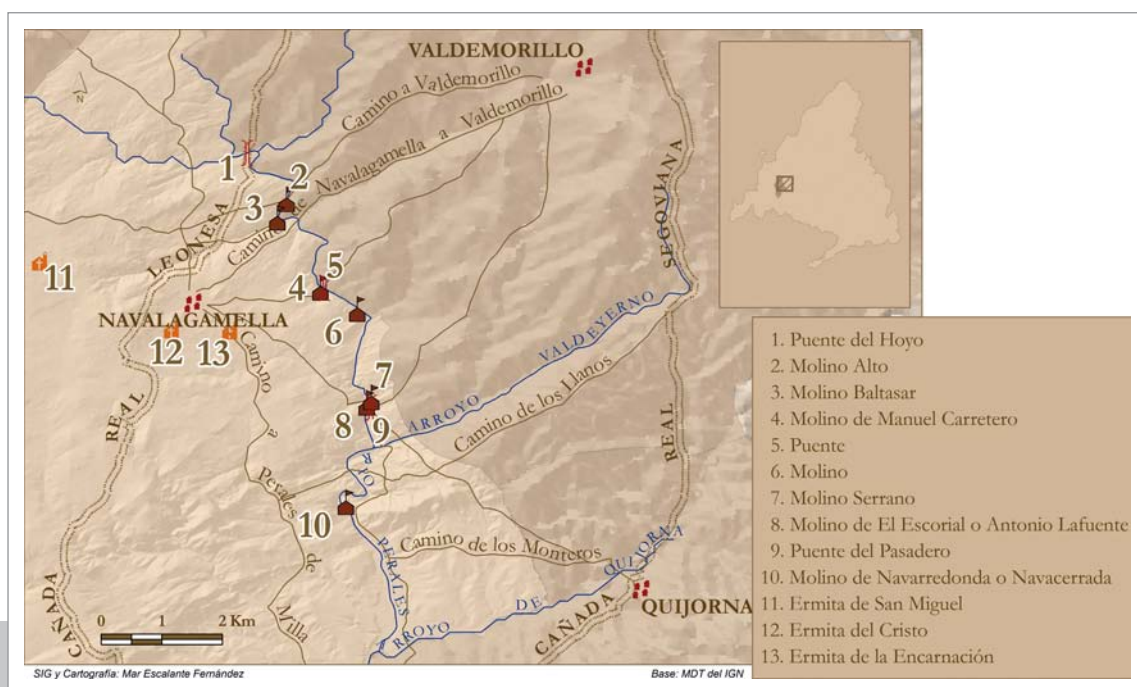 VALDEMORILLO
Camino a Valdemorillo
Camino de Navalagamella a Valdemorillo
N
1
2
3
LEONESA
SEGOVIANA
11
5
4
NAVALAGAMELLA
6
12
13
ARROYO VALDEYERNO
Camino de los Llanos
7
8
9
REAL
REAL
Camino a Perales de Milla
RÍO PERALES
10
Camino de los Monteros
ARROYO DE QUIJORNA
QUIJORNA
CAÑADA
CAÑADA
0 1 2 Km
SIG y Cartografía: Mar Escalante Fernández
Base: MDT del IGN
1. Puente del Hoyo
2. Molino Alto
3. Molino Baltasar
4. Molino de Manuel Carretero
5. Puente
6. Molino
7. Molino Serrano
8. Molino de El Escorial o Antonio Lafuente
9. Puente del Pasadero
10. Molino de Navarredonda o Navacerrada
11. Ermita de San Miguel
12. Ermita del Cristo
13. Ermita de la Encarnación